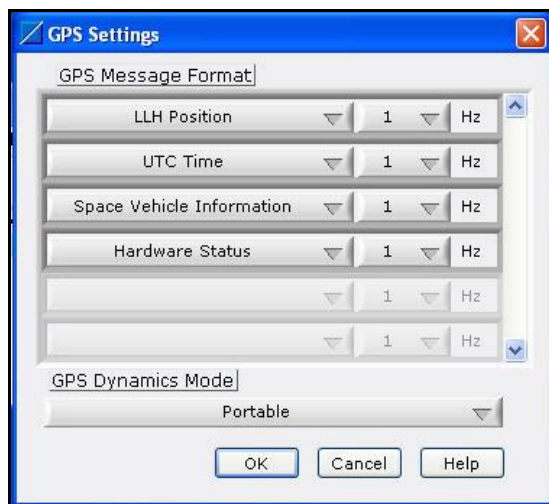 GPS Settings
GPS Message Format
LLH Position 1 Hz
UTC Time 1 Hz
Space Vehicle Information 1 Hz
Hardware Status 1 Hz
1 Hz
1 Hz
GPS Dynamics Mode
Portable
OK Cancel Help